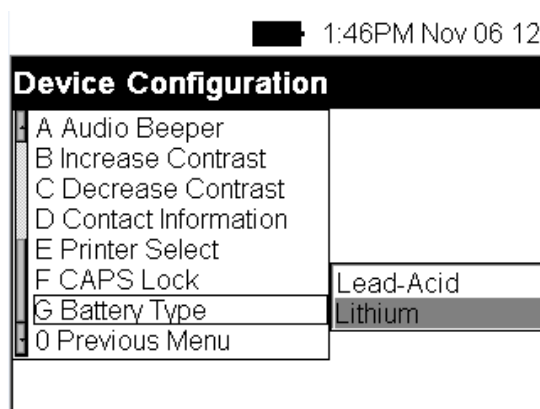 1:46PM Nov 06 12
Device Configuration
A Audio Beeper
B Increase Contrast
C Decrease Contrast
D Contact Information
E Printer Select
F CAPS Lock
G Battery Type
0 Previous Menu
Lead-Acid
Lithium